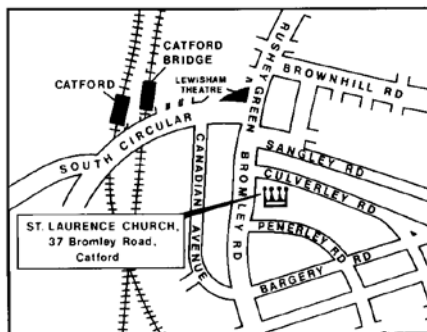 CATFORD
BRIDGE
CATFORD
LEWISHAM
THEATRE
RUSHEY GREEN
BROWNHILL RD
SOUTH CIRCULAR
CANADIAN AVENUE
BROMLEY RD
SANGLEY RD
CULVERLEY RD
ST. LAURENCE CHURCH,
37 Bromley Road,
Catford
PENERLEY RD
BARGERY RD